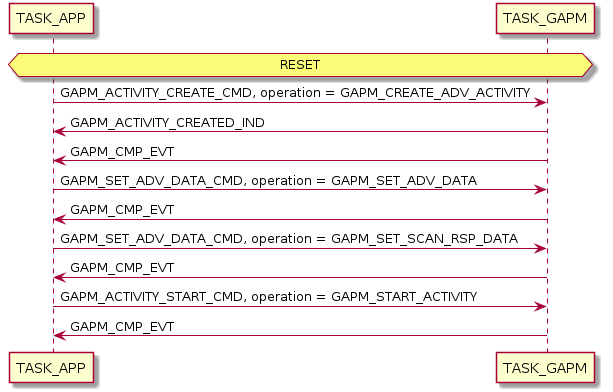 TASK_APP
TASK_GAPM
RESET
GAPM_ACTIVITY_CREATE_CMD, operation = GAPM_CREATE_ADV_ACTIVITY
GAPM_ACTIVITY_CREATED_IND
GAPM_CMP_EVT
GAPM_SET_ADV_DATA_CMD, operation = GAPM_SET_ADV_DATA
GAPM_CMP_EVT
GAPM_SET_ADV_DATA_CMD, operation = GAPM_SET_SCAN_RSP_DATA
GAPM_CMP_EVT
GAPM_ACTIVITY_START_CMD, operation = GAPM_START_ACTIVITY
GAPM_CMP_EVT
TASK_APP
TASK_GAPM